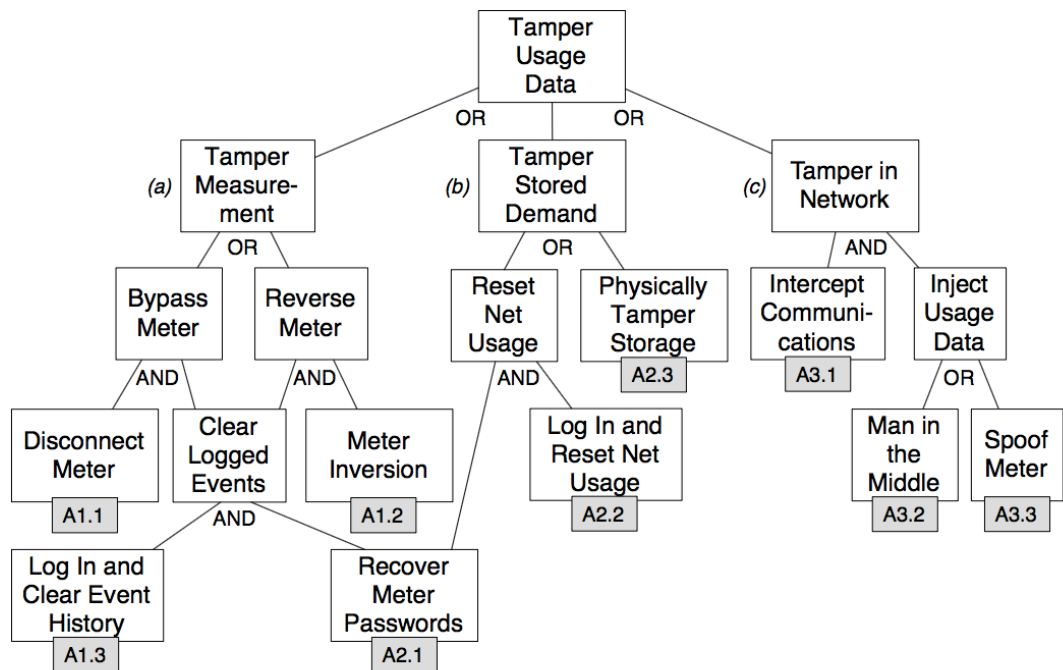 Tamper
Usage
Data
OR
OR
(a)
Tamper
Measure-
ment
(b)
Tamper
Stored
Demand
(c)
Tamper in
Network
OR
OR
AND
Bypass
Meter
Reverse
Meter
Reset
Net
Usage
Physically
Tamper
Storage
A2.3
Intercept
Communi-
cations
A3.1
Inject
Usage
Data
AND
AND
AND
OR
Disconnect
Meter
A1.1
Clear
Logged
Events
Meter
Inversion
A1.2
Log In and
Reset Net
Usage
A2.2
Man in
the
Middle
A3.2
Spoof
Meter
A3.3
AND
Log In and
Clear Event
History
A1.3
Recover
Meter
Passwords
A2.1